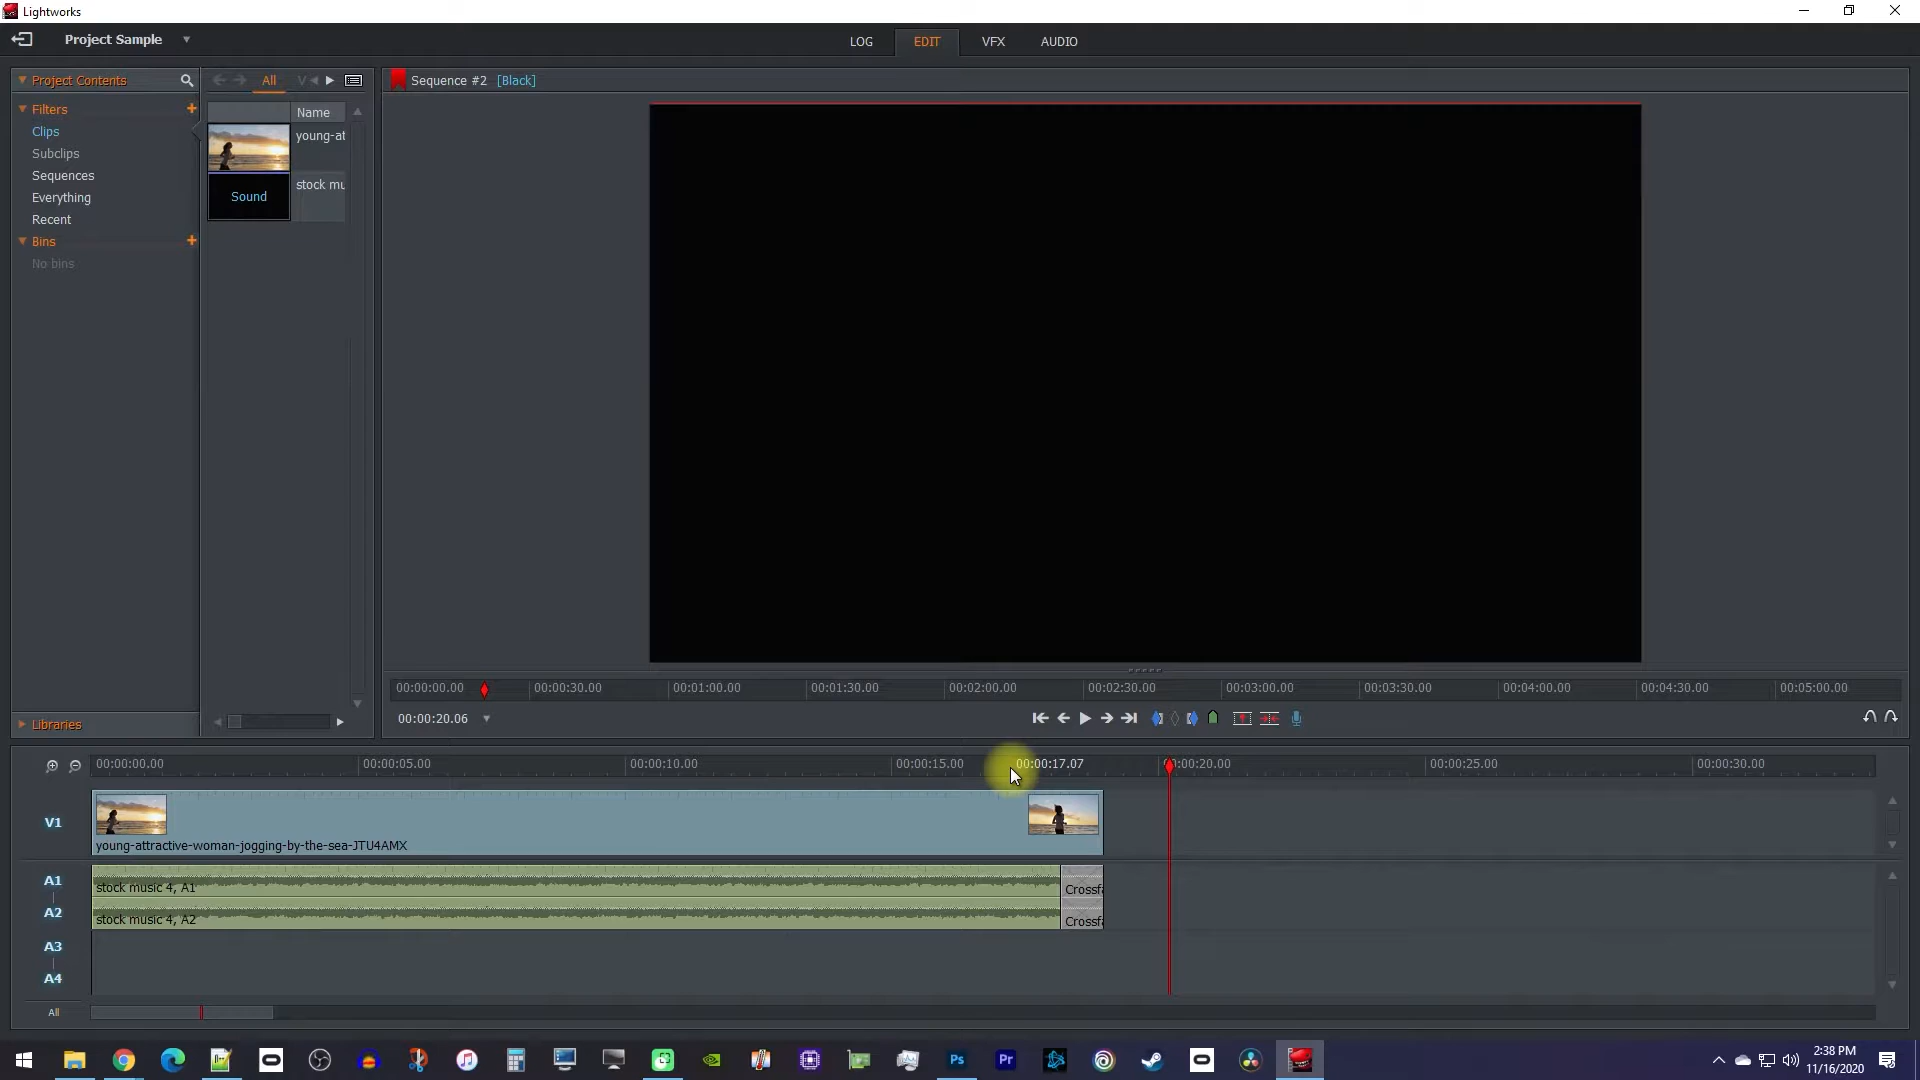 Lightworks
Project Sample
LOG
EDIT
VFX
AUDIO
Project Contents
Filters
Clips
Subclips
Sequences
Everything
Recent
Bins
No bins
Libraries
All
V
Name
young-at
Sound
stock mu
Sequence #2 [Black]
00:00:00.00
00:00:30.00
00:01:00.00
00:01:30.00
00:02:00.00
00:02:30.00
00:03:00.00
00:03:30.00
00:04:00.00
00:04:30.00
00:05:00.00
00:00:20.06
00:00:00.00
00:00:05.00
00:00:10.00
00:00:15.00
00:00:17.07
00:00:20.00
00:00:25.00
00:00:30.00
V1
young-attractive-woman-jogging-by-the-sea-JTU4AMX
A1
stock music 4, A1
Crossfa
A2
stock music 4, A2
Crossfa
A3
A4
All
Ps
Pr
2:38 PM
11/16/2020